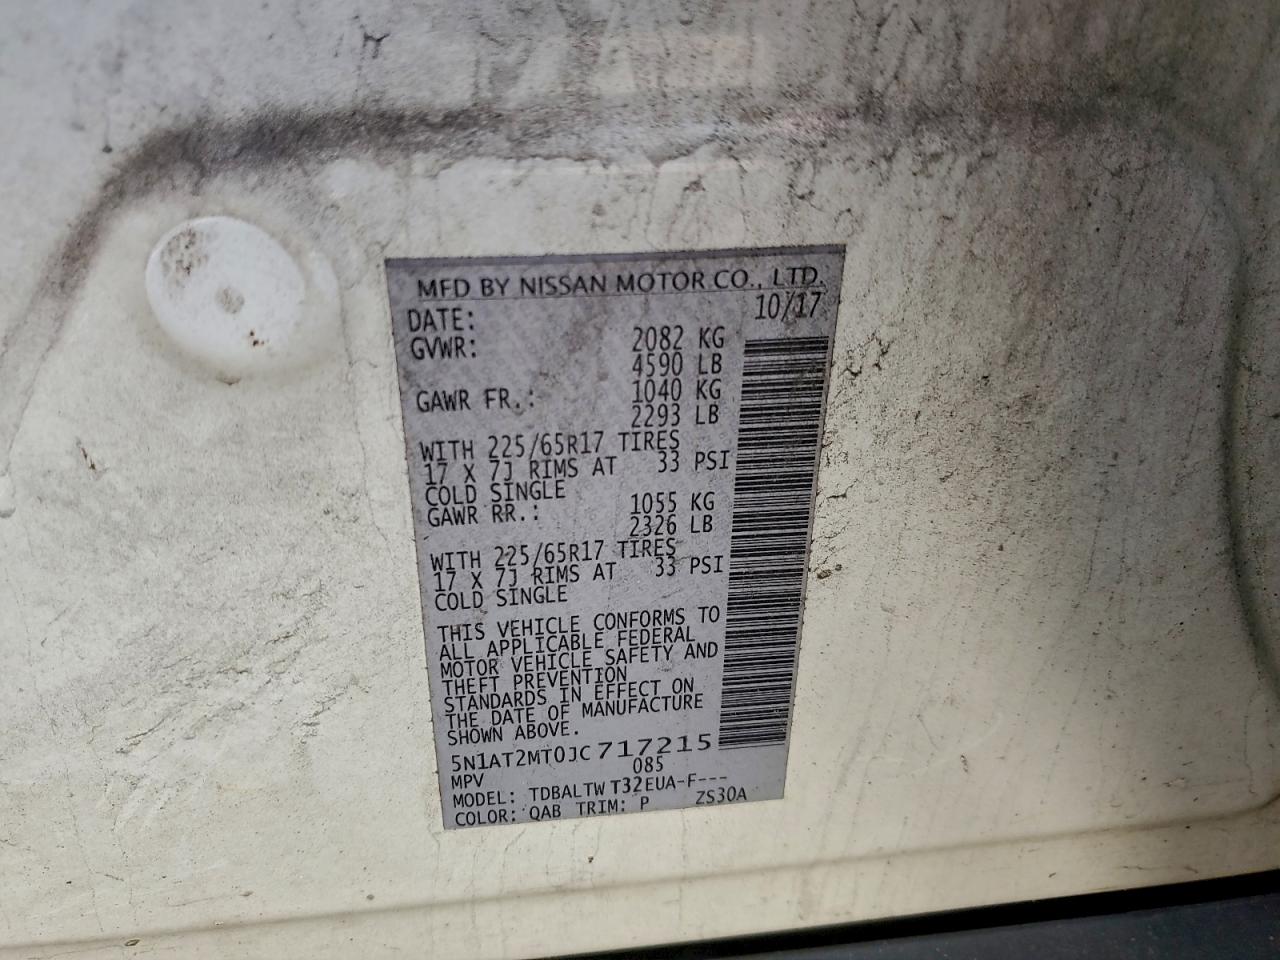 MFD BY NISSAN MOTOR CO., LTD.
DATE: 10/17
GVWR: 2082 KG
4590 LB
GAWR FR.: 1040 KG
2293 LB
WITH 225/65R17 TIRES
17 X 7J RIMS AT 33 PSI
COLD SINGLE
GAWR RR.: 1055 KG
2326 LB
WITH 225/65R17 TIRES
17 X 7J RIMS AT 33 PSI
COLD SINGLE
THIS VEHICLE CONFORMS TO
ALL APPLICABLE FEDERAL
MOTOR VEHICLE SAFETY AND
THEFT PREVENTION
STANDARDS IN EFFECT ON
THE DATE OF MANUFACTURE
SHOWN ABOVE.
5N1AT2MT0JC717215
MPV 085
MODEL: TDBALTW T32EUA-F---
COLOR: QAB TRIM: P ZS30A